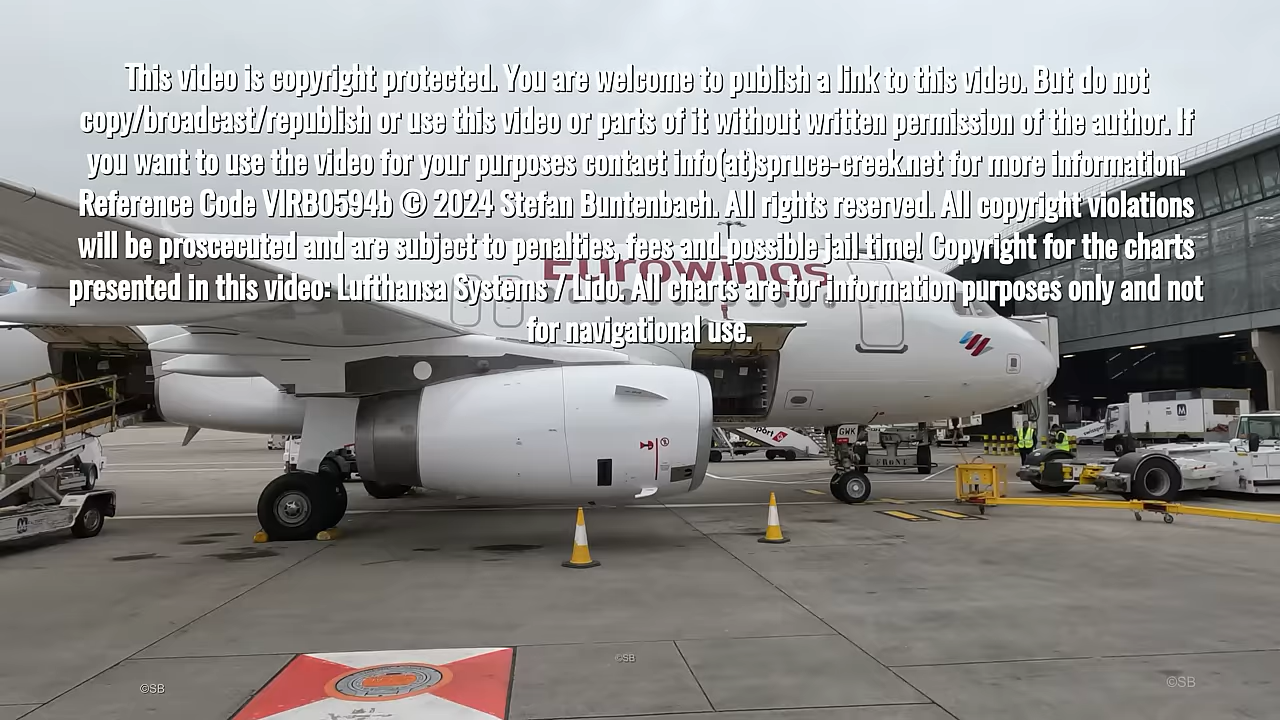 This video is copyright protected. You are welcome to publish a link to this video. But do not
copy/broadcast/republish or use this video or parts of it without written permission of the author. If
you want to use the video for your purposes contact info(at)spruce-creek.net for more information.
Reference Code VIRB0594b © 2024 Stefan Buntenbach. All rights reserved. All copyright violations
will be proscecuted and are subject to penalties, fees and possible jail time! Copyright for the charts
Eurowings
presented in this video: Lufthansa Systems / Lido. All charts are for information purposes only and not
for navigational use.
GWK
FRONT
M
M
©SB
©SB
©SB